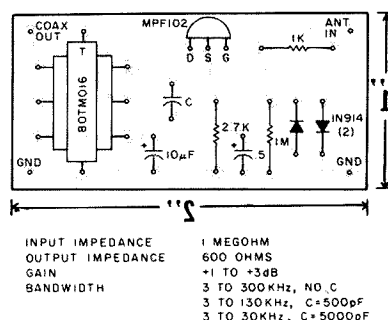 COAX OUT
MPF102
ANT. IN
T
D S G
1K
80TM016
C
1N914 (2)
2.7K
1M
+ 10μF
+ .5
GND
GND
1"
2"
INPUT IMPEDANCE 1 MEGOHM
OUTPUT IMPEDANCE 600 OHMS
GAIN +1 TO +3dB
BANDWIDTH 3 TO 300KHz, NO C
3 TO 130KHz, C=500pF
3 TO 30KHz, C=5000pF